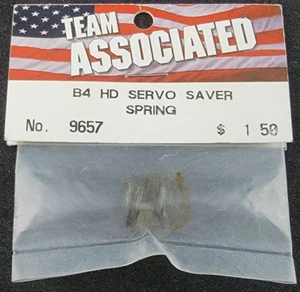 TEAM
ASSOCIATED
B4 HD SERVO SAVER
SPRING
No. 9657 $ 1 50